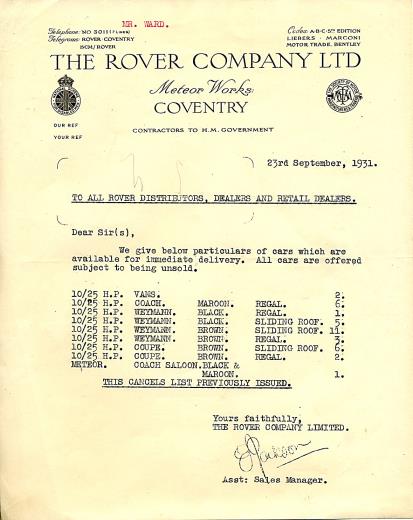 MR. WARD.
Telephone: NO 3011 (7 LINES)
Telegrams: ROVER COVENTRY
BCM/ROVER
Codes A·B·C·5TH EDITION
LIEBERS · MARCONI
MOTOR TRADE. BENTLEY
THE ROVER COMPANY LTD
Meteor Works
COVENTRY
OUR REF
YOUR REF
CONTRACTORS TO H.M. GOVERNMENT
23rd September, 1931.
TO ALL ROVER DISTRIBUTORS, DEALERS AND RETAIL DEALERS.
Dear Sir(s),
We give below particulars of cars which are
available for immediate delivery. All cars are offered
subject to being unsold.
10/25 H.P. VANS. 2.
10/25 H.P. COACH. MAROON. REGAL. 6.
10/25 H.P. WEYMANN. BLACK. REGAL. 1.
10/25 H.P. WEYMANN. BLACK. SLIDING ROOF. 5.
10/25 H.P. WEYMANN. BROWN. SLIDING ROOF. 11.
10/25 H.P. WEYMANN. BROWN. REGAL. 3.
10/25 H.P. COUPE. BROWN. SLIDING ROOF. 6.
10/25 H.P. COUPE. BROWN. REGAL. 2.
METEOR. COACH SALOON. BLACK &
MAROON. 1.
THIS CANCELS LIST PREVIOUSLY ISSUED.
Yours faithfully,
THE ROVER COMPANY LIMITED.
Asst: Sales Manager.